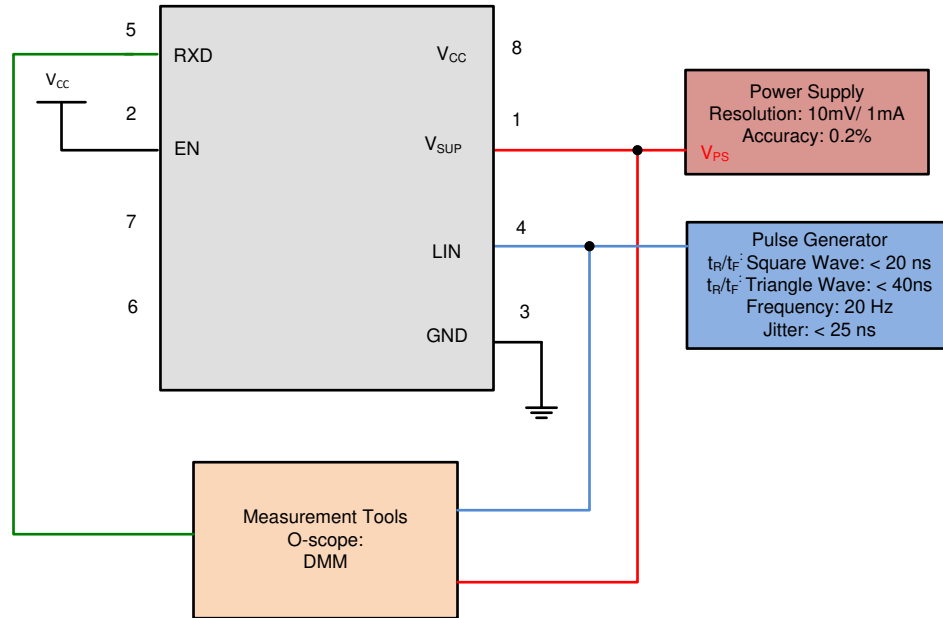 5
RXD
VCC
8
VCC
2
EN
1
VSUP
Power Supply
Resolution: 10mV/ 1mA
Accuracy: 0.2%
VPS
7
4
LIN
Pulse Generator
tR/tF: Square Wave: < 20 ns
tR/tF: Triangle Wave: < 40ns
Frequency: 20 Hz
Jitter: < 25 ns
6
3
GND
Measurement Tools
O-scope:
DMM